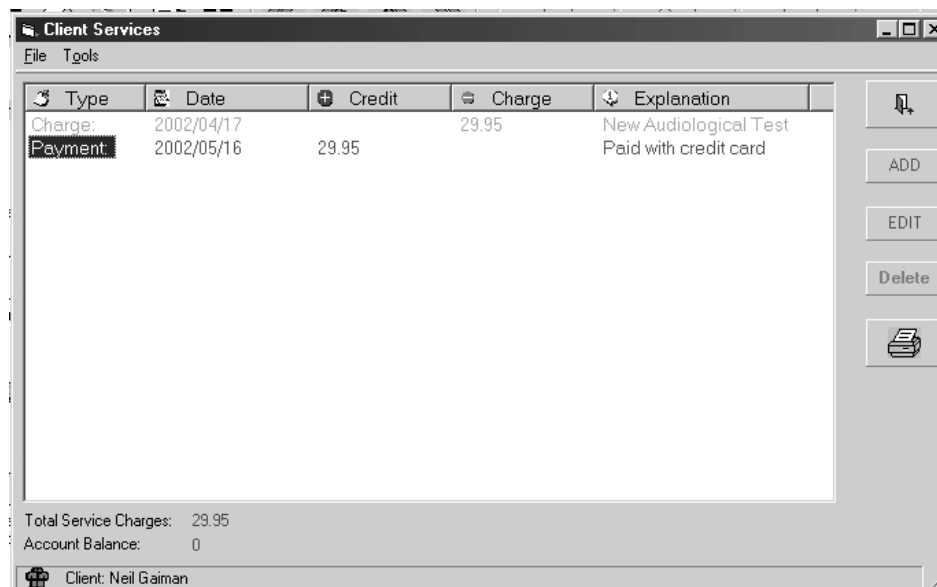 Client Services
File Tools
Type Date Credit Charge Explanation
Charge: 2002/04/17 29.95 New Audiological Test
Payment: 2002/05/16 29.95 Paid with credit card
ADD
EDIT
Delete
Total Service Charges: 29.95
Account Balance: 0
Client: Neil Gaiman